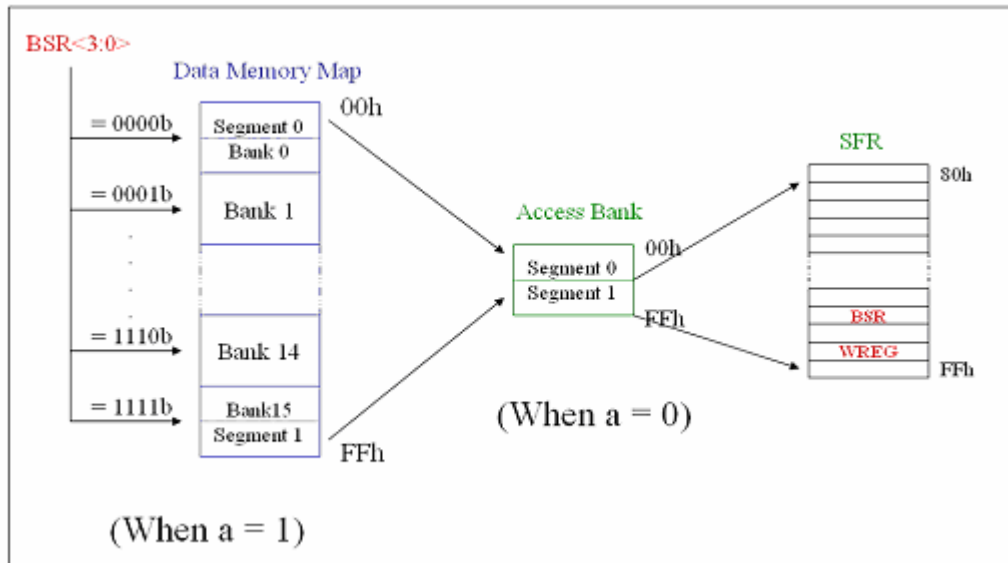 BSR<3:0>
Data Memory Map
00h
= 0000b
Segment 0
Bank 0
= 0001b
Bank 1
= 1110b
Bank 14
= 1111b
Bank15
Segment 1
FFh
(When a = 1)
Access Bank
00h
Segment 0
Segment 1
FFh
(When a = 0)
SFR
80h
BSR
WREG
FFh